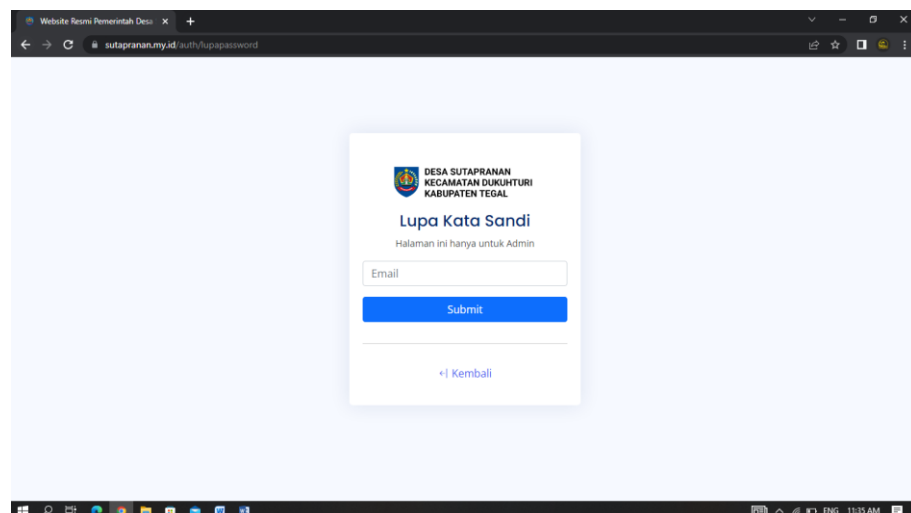 Website Resmi Pemerintah Desa
sutapranan.my.id/auth/lupapassword
DESA SUTAPRANAN
KECAMATAN DUKUHTURI
KABUPATEN TEGAL
Lupa Kata Sandi
Halaman ini hanya untuk Admin
Email
Submit
Kembali
ENG 11:35 AM